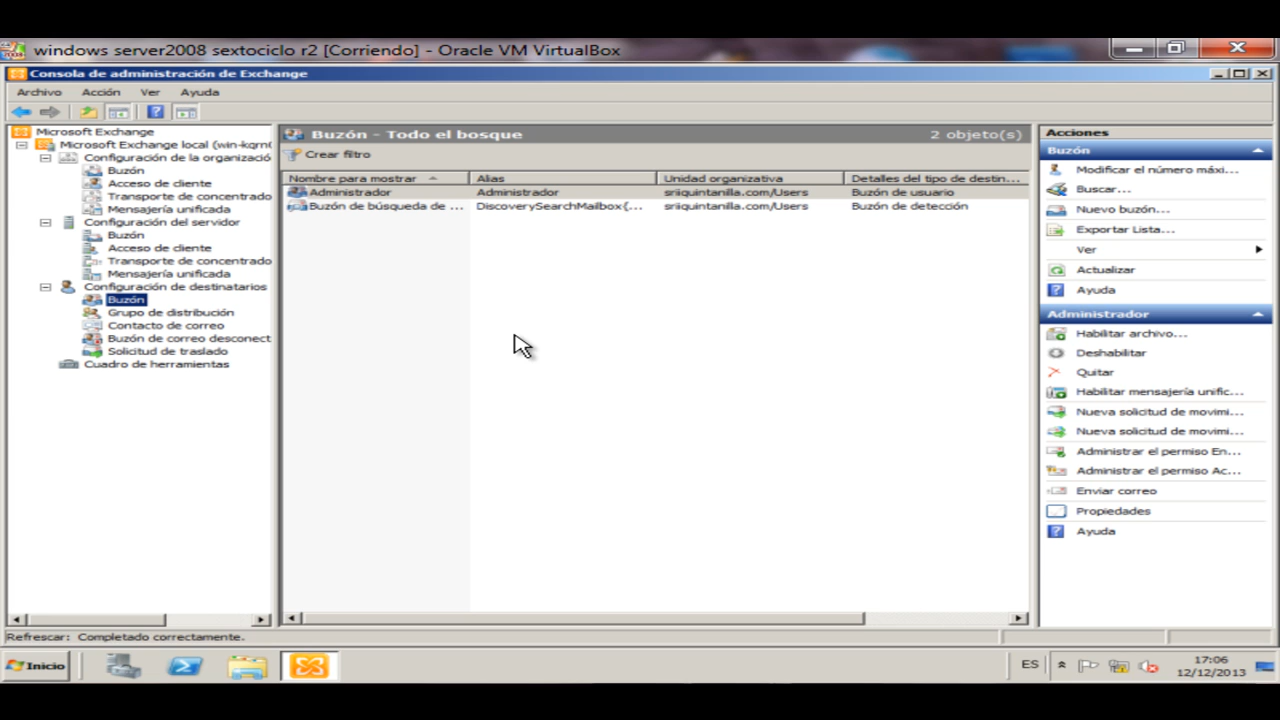 windows server2008 sextociclo r2 [Corriendo] - Oracle VM VirtualBox
Consola de administración de Exchange
Archivo Acción Ver Ayuda
Microsoft Exchange
Microsoft Exchange local (win-kqrn
Configuración de la organizació
Buzón
Acceso de cliente
Transporte de concentrado
Mensajería unificada
Configuración del servidor
Buzón
Acceso de cliente
Transporte de concentrado
Mensajería unificada
Configuración de destinatarios
Buzón
Grupo de distribución
Contacto de correo
Buzón de correo desconect
Solicitud de traslado
Cuadro de herramientas
Buzón - Todo el bosque 2 objeto(s)
Crear filtro
Nombre para mostrar Alias Unidad organizativa Detalles del tipo de destin...
Administrador Administrador sriiquintanilla.com/Users Buzón de usuario
Buzón de búsqueda de ... DiscoverySearchMailbox{... sriiquintanilla.com/Users Buzón de detección
Acciones
Buzón
Modificar el número máxi...
Buscar...
Nuevo buzón...
Exportar Lista...
Ver
Actualizar
Ayuda
Administrador
Habilitar archivo...
Deshabilitar
Quitar
Habilitar mensajería unific...
Nueva solicitud de movimi...
Nueva solicitud de movimi...
Administrar el permiso En...
Administrar el permiso Ac...
Enviar correo
Propiedades
Ayuda
Refrescar: Completado correctamente.
Inicio
ES
17:06
12/12/2013